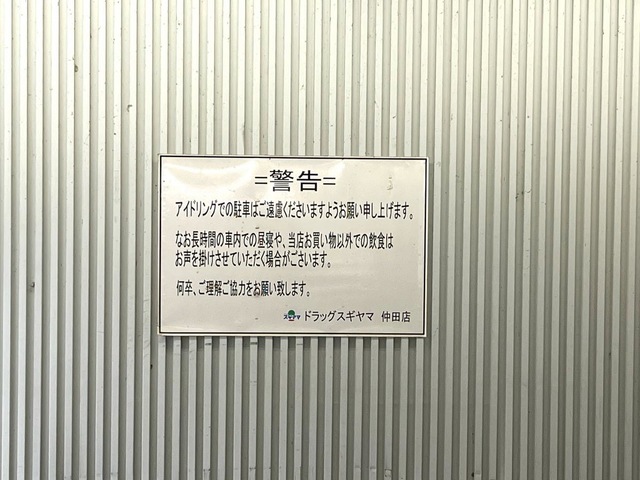 =警告=
アイドリングでの駐車はご遠慮くださいますようお願い申し上げます。
なお長時間の車内での昼寝や、当店お買い物以外での飲食は
お声を掛けさせていただく場合がございます。
何卒、ご理解ご協力をお願い致します。
スギヤマ ドラッグスギヤマ 仲田店